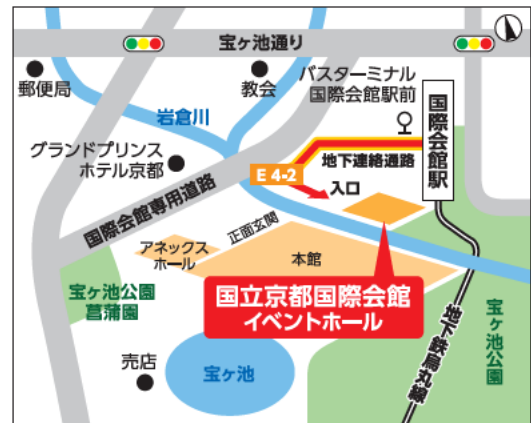 宝ヶ池通り
郵便局
教会
バスターミナル
国際会館駅前
国際会館駅
岩倉川
グランドプリンス
ホテル京都
地下連絡通路
E 4-2
入口
国際会館専用道路
正面玄関
アネックス
ホール
本館
宝ヶ池公園
菖蒲園
国立京都国際会館
イベントホール
地下鉄烏丸線
宝ヶ池公園
売店
宝ヶ池